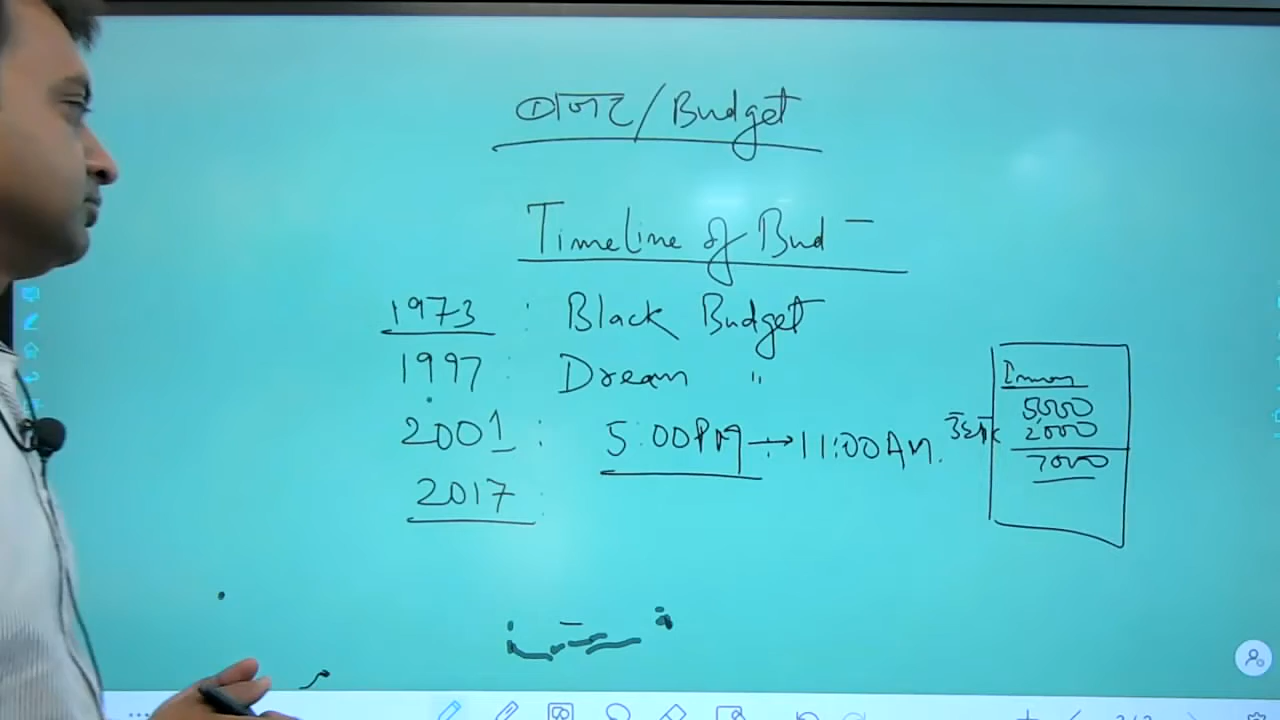 बजट/Budget
Timeline of Bud -
1973 : Black Budget
1997 : Dream "
2001 : 5:00PM → 11:00AM.
2017 :
5000
2000
7000